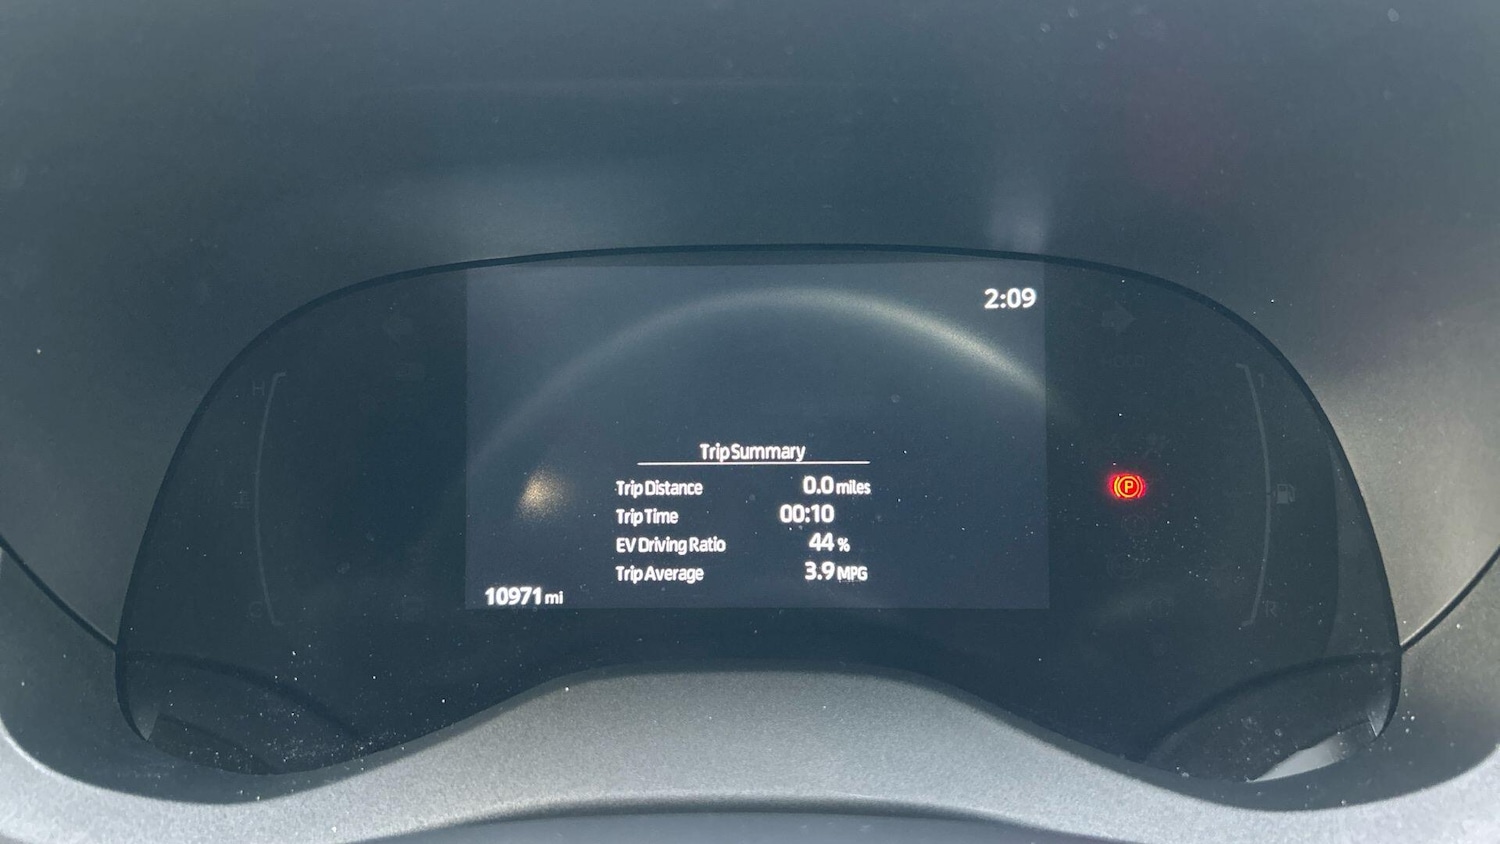 2:09
H
Trip Summary
Trip Distance 0.0 miles
Trip Time 00:10
EV Driving Ratio 44 %
Trip Average 3.9 MPG
10971 mi
P